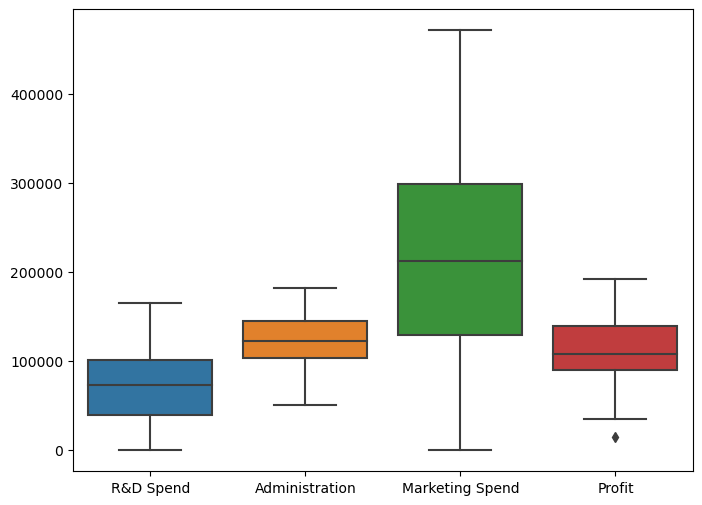 400000
300000
200000
100000
0
R&D Spend
Administration
Marketing Spend
Profit